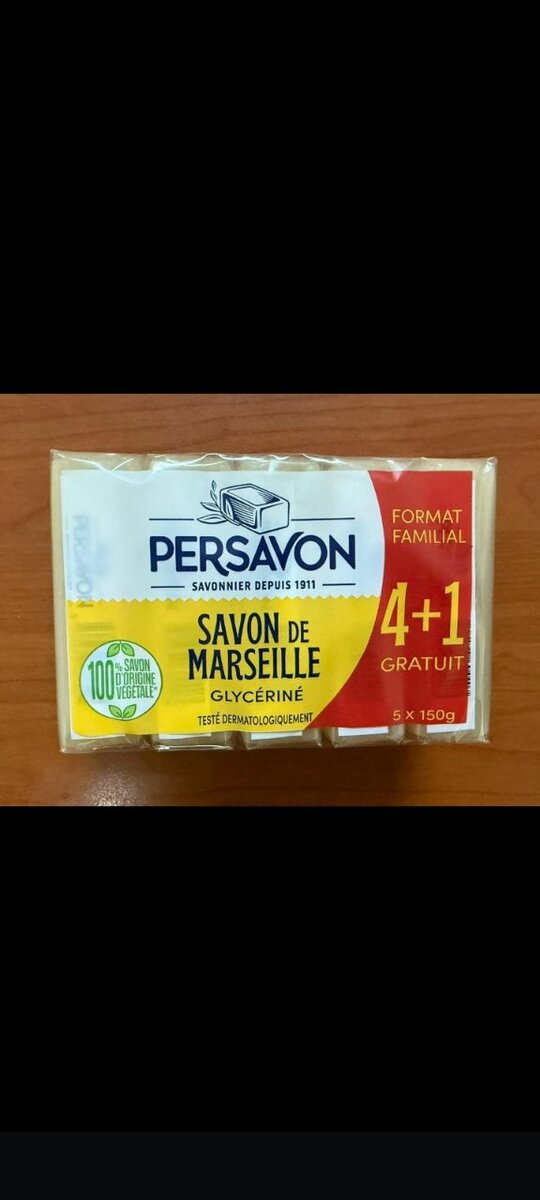 PERSAVON
SAVONNIER DEPUIS 1911
SAVON DE
MARSEILLE
GLYCÉRINÉ
TESTÉ DERMATOLOGIQUEMENT
100% SAVON
D'ORIGINE
VÉGÉTALE*
FORMAT
FAMILIAL
4+1
GRATUIT
5 X 150g
PERSAVON